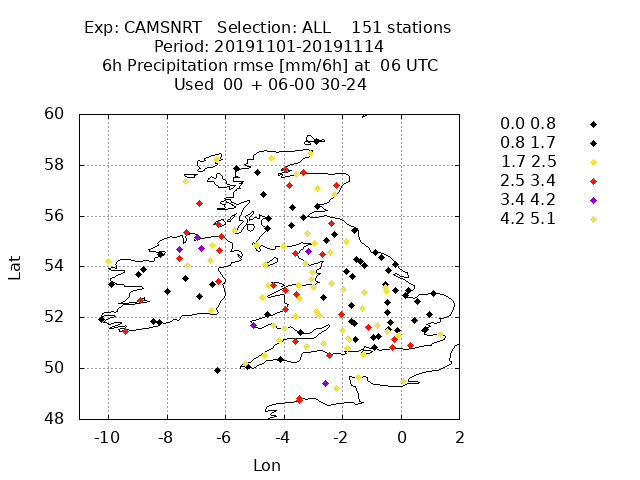 Exp: CAMSNRT Selection: ALL 151 stations
Period: 20191101-20191114
6h Precipitation rmse [mm/6h] at 06 UTC
Used 00 + 06-00 30-24
60
58
56
54
52
50
48
Lat
-10 -8 -6 -4 -2 0 2
Lon
0.0 0.8
0.8 1.7
1.7 2.5
2.5 3.4
3.4 4.2
4.2 5.1